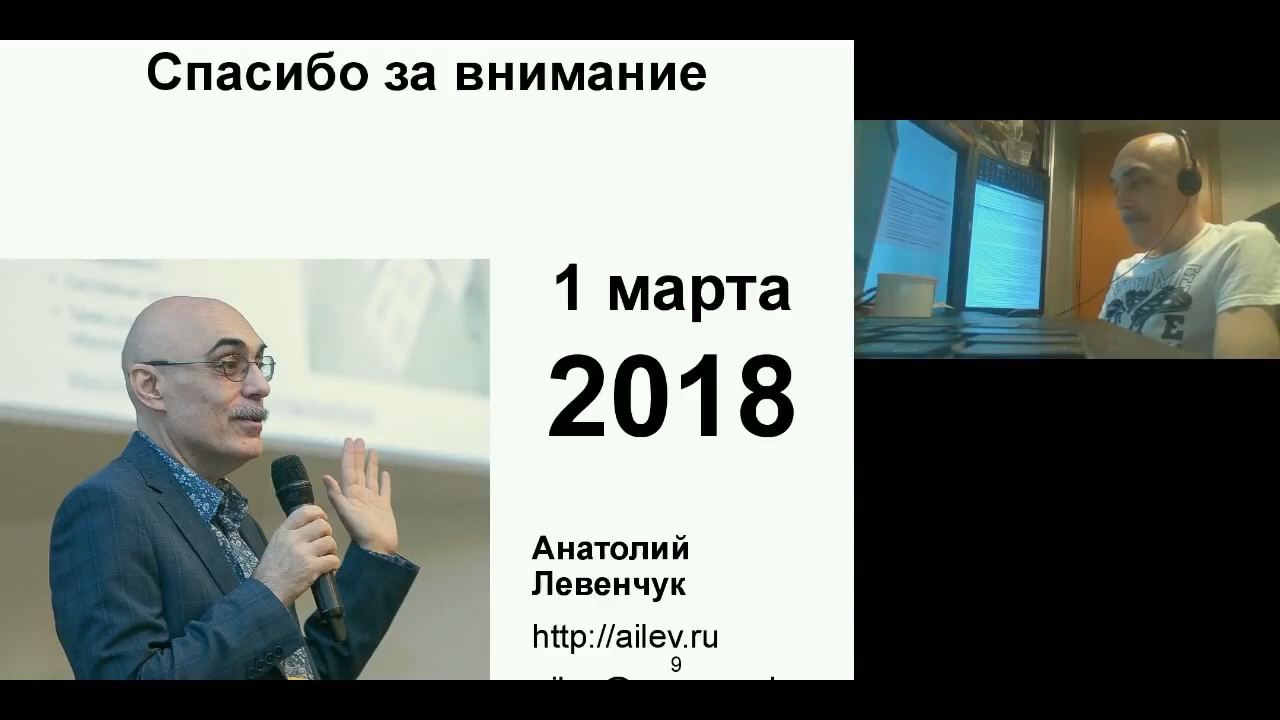 Спасибо за внимание
1 марта
2018
Анатолий
Левенчук
http://ailev.ru
9